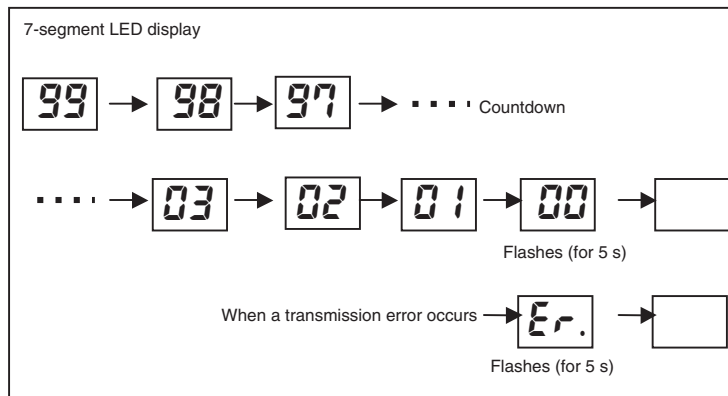 7-segment LED display
99 98 97 .... Countdown
.... 03 02 01 00
Flashes (for 5 s)
When a transmission error occurs Er.
Flashes (for 5 s)